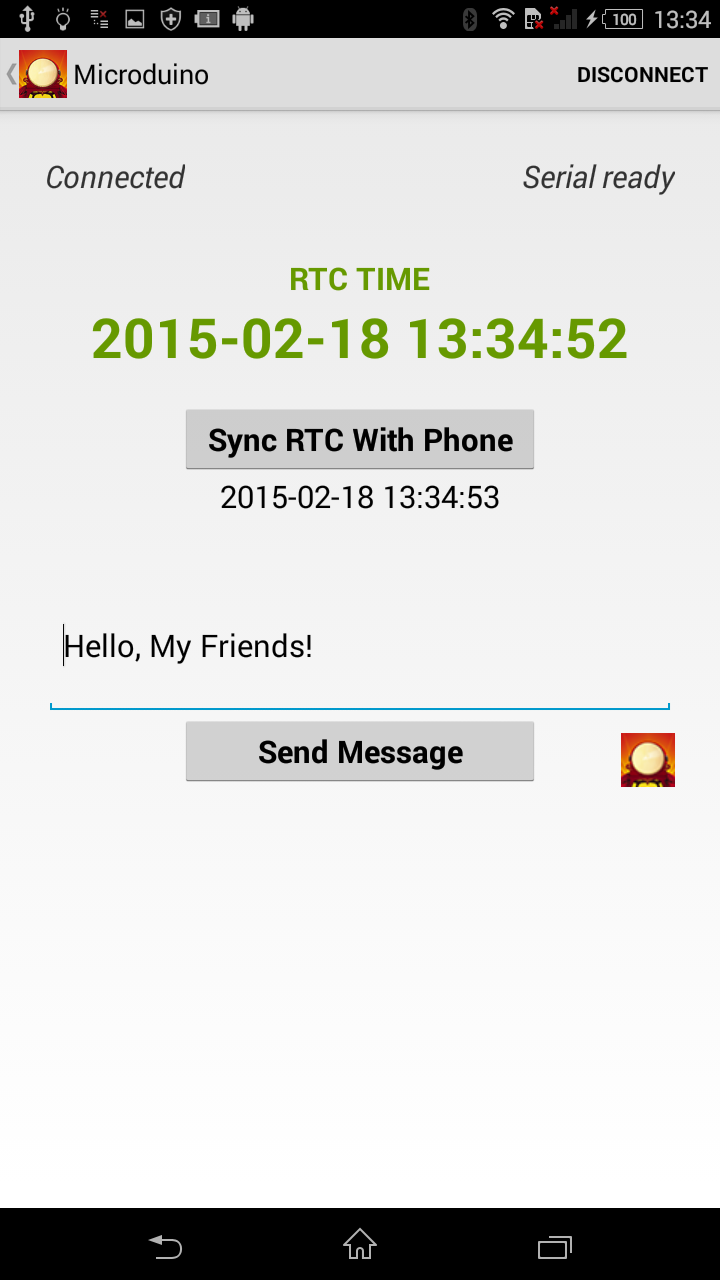 100 13:34
Microduino DISCONNECT
Connected Serial ready
RTC TIME
2015-02-18 13:34:52
Sync RTC With Phone
2015-02-18 13:34:53
Hello, My Friends!
Send Message